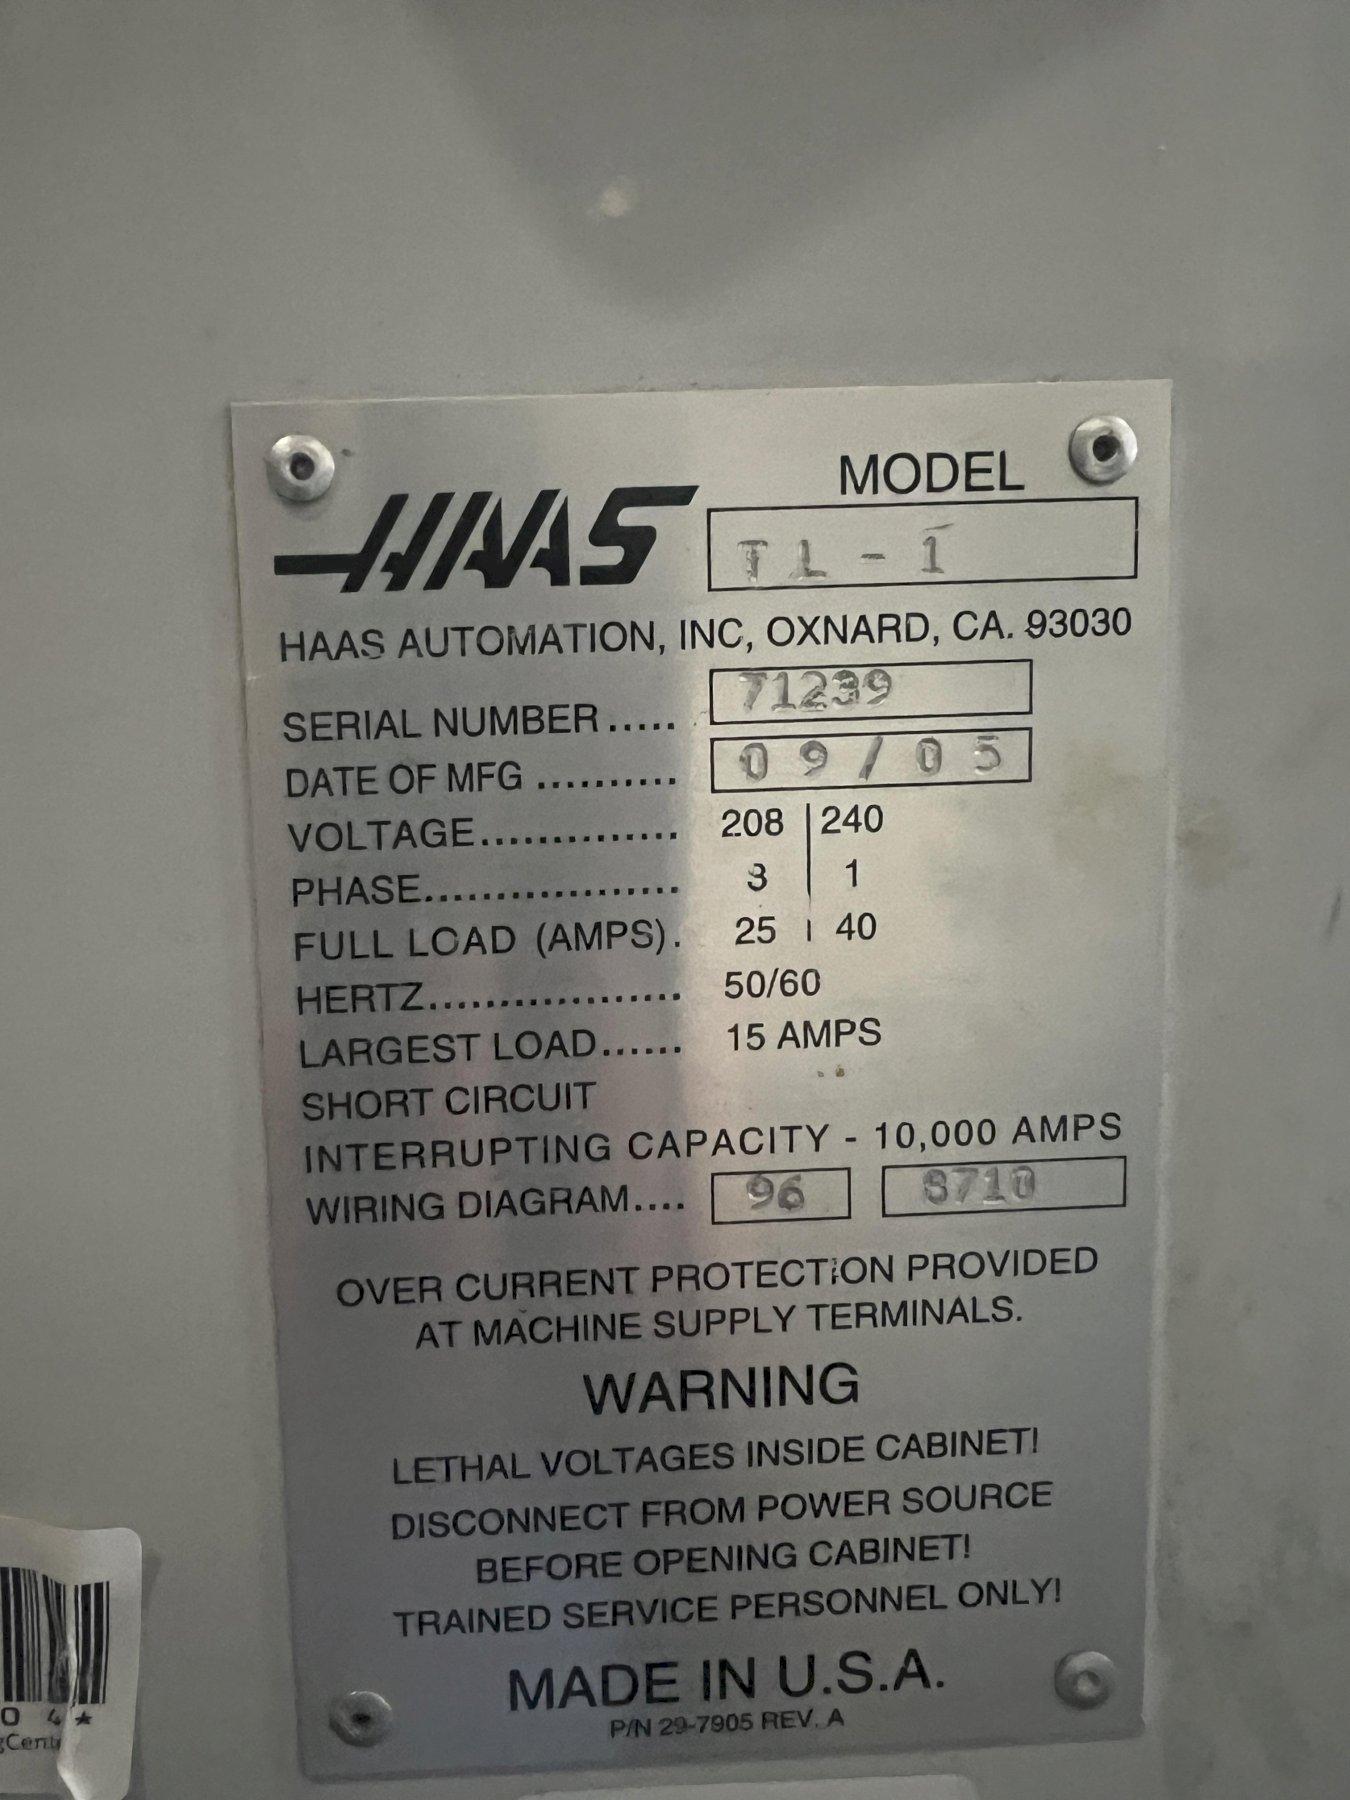 MODEL
HAAS
TL-1
HAAS AUTOMATION, INC, OXNARD, CA. 93030
SERIAL NUMBER..... 71239
DATE OF MFG.......... 09/05
VOLTAGE.............. 208 | 240
PHASE.................. 3 | 1
FULL LOAD (AMPS). 25 | 40
HERTZ.................. 50/60
LARGEST LOAD...... 15 AMPS
SHORT CIRCUIT
INTERRUPTING CAPACITY - 10,000 AMPS
WIRING DIAGRAM.... 96 8710
OVER CURRENT PROTECTION PROVIDED
AT MACHINE SUPPLY TERMINALS.
WARNING
LETHAL VOLTAGES INSIDE CABINET!
DISCONNECT FROM POWER SOURCE
BEFORE OPENING CABINET!
TRAINED SERVICE PERSONNEL ONLY!
MADE IN U.S.A.
P/N 29-7905 REV. A
0 4 *